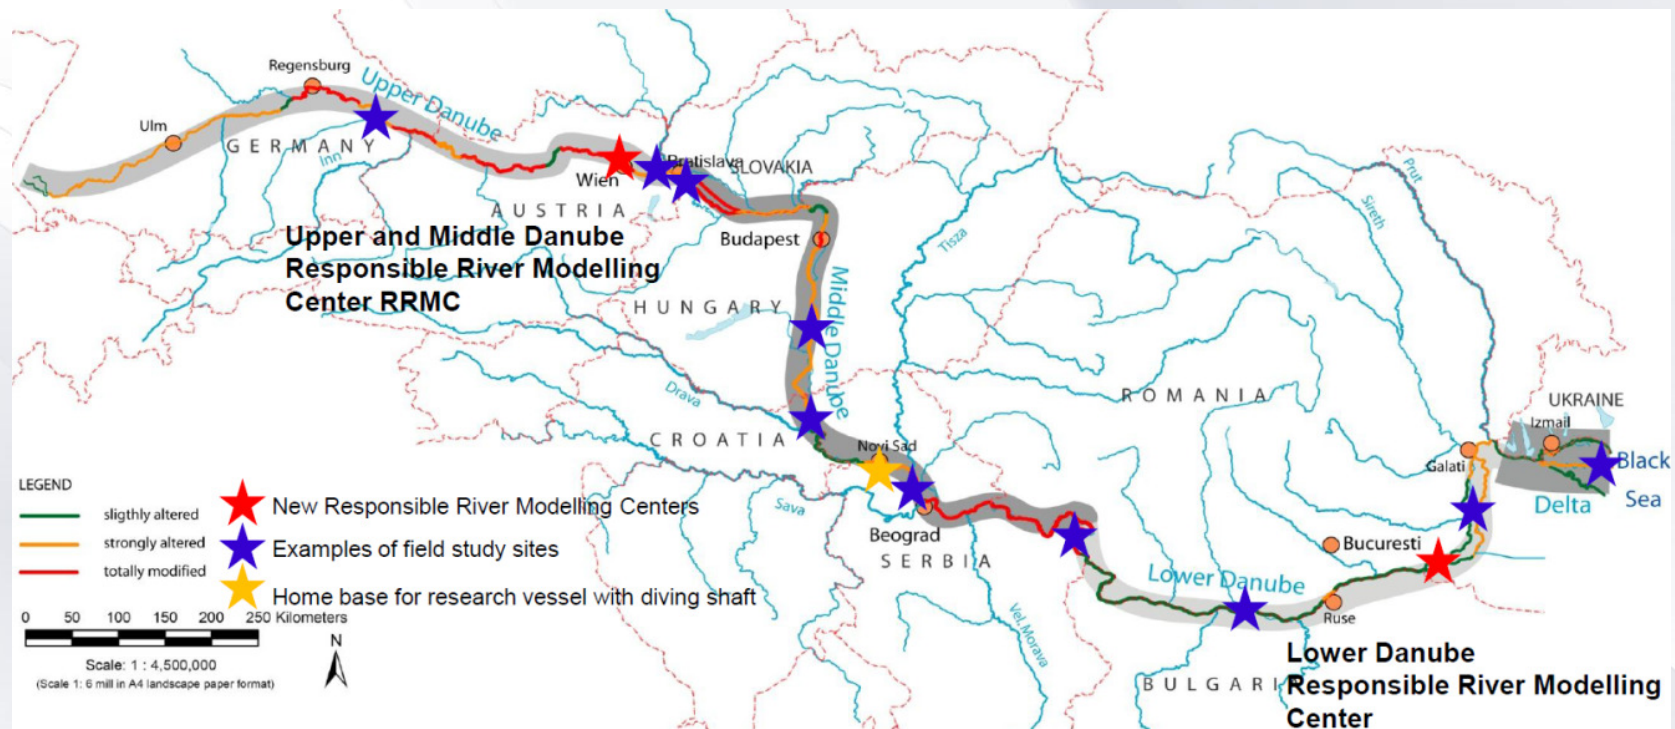 Regensburg
Upper Danube
Ulm
GERMANY
Inn
Bratislava
SLOVAKIA
Wien
AUSTRIA
Upper and Middle Danube
Responsible River Modelling
Center RRMC
Budapest
Tisza
Prut
Sireth
HUNGARY
Middle Danube
Drava
ROMANIA
UKRAINE
Izmail
CROATIA
Novi Sad
Galati
Black
Sea
Delta
LEGEND
sligthly altered
strongly altered
totally modified
New Responsible River Modelling Centers
Examples of field study sites
Home base for research vessel with diving shaft
Sava
Beograd
SERBIA
Bucuresti
Lower Danube
Ruse
Vel.Morava
0 50 100 150 200 250 Kilometers
N
Scale: 1 : 4,500,000
(Scale 1: 6 mill in A4 landscape paper format)
BULGARI
Lower Danube
Responsible River Modelling
Center